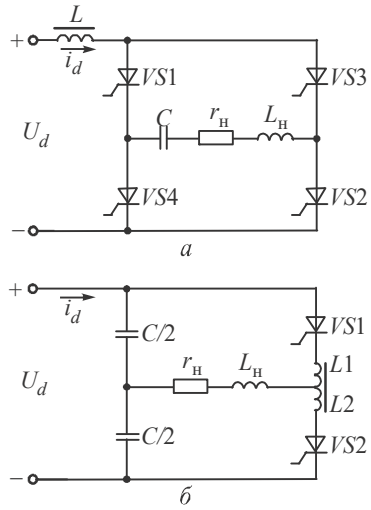 L
+
i_d
VS1
VS3
C
r_н
L_н
U_d
VS4
VS2
−
а
+
i_d
VS1
C/2
r_н
L_н
L1
U_d
L2
C/2
VS2
−
б